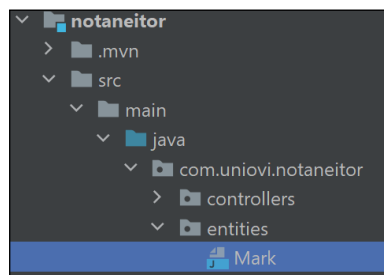 notaneitor
.mvn
src
main
java
com.uniovi.notaneitor
controllers
entities
Mark